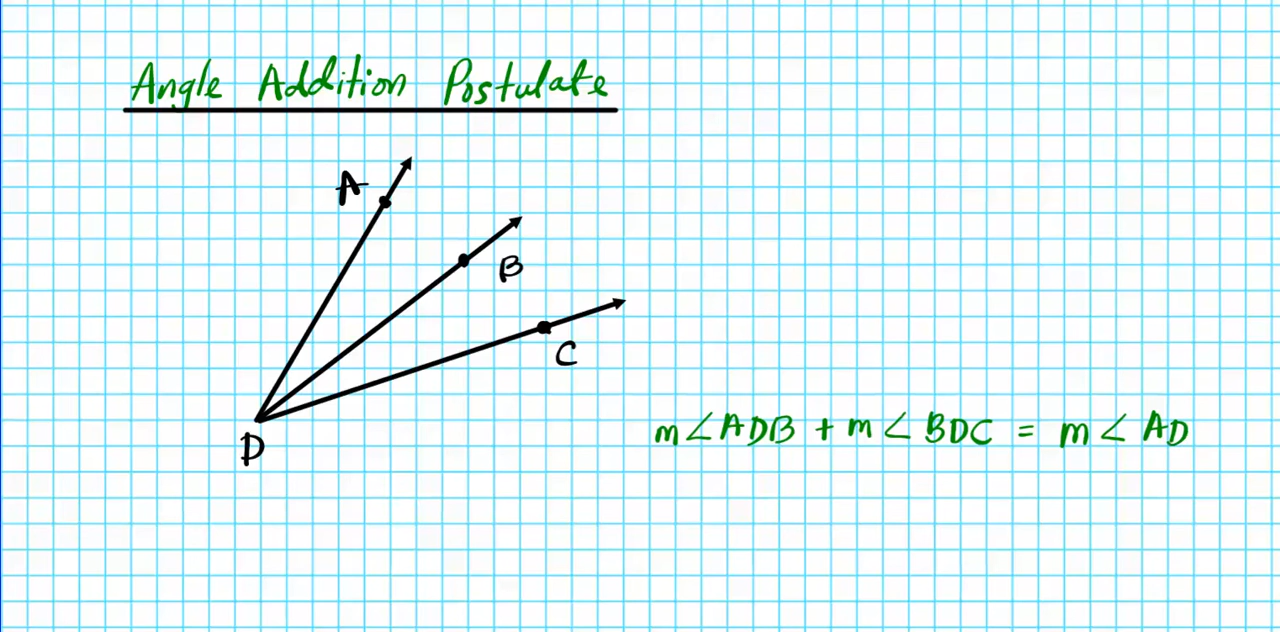 Angle Addition Postulate
A
B
C
D
m∠ADB + m∠BDC = m∠AD